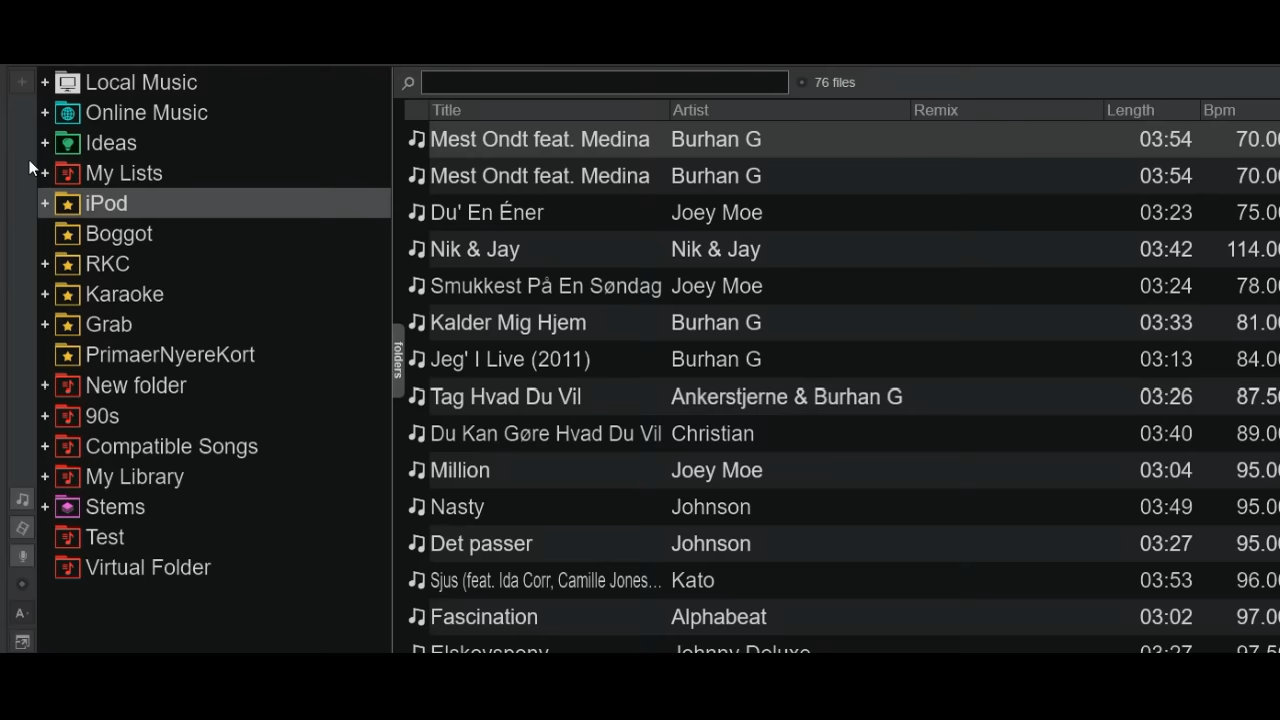 Local Music
Online Music
Ideas
My Lists
iPod
Boggot
RKC
Karaoke
Grab
PrimaerNyereKort
New folder
90s
Compatible Songs
My Library
Stems
Test
Virtual Folder
folders
76 files
Title Artist Remix Length Bpm
Mest Ondt feat. Medina Burhan G 03:54 70.0
Mest Ondt feat. Medina Burhan G 03:54 70.0
Du' En Éner Joey Moe 03:23 75.0
Nik & Jay Nik & Jay 03:42 114.0
Smukkest På En Søndag Joey Moe 03:24 78.0
Kalder Mig Hjem Burhan G 03:33 81.0
Jeg' I Live (2011) Burhan G 03:13 84.0
Tag Hvad Du Vil Ankerstjerne & Burhan G 03:26 87.5
Du Kan Gøre Hvad Du Vil Christian 03:40 89.0
Million Joey Moe 03:04 95.0
Nasty Johnson 03:49 95.0
Det passer Johnson 03:27 95.0
Sjus (feat. Ida Corr, Camille Jones... Kato 03:53 96.0
Fascination Alphabeat 03:02 97.0
Elskovspony Johnny Deluxe 03:27 97.5
A